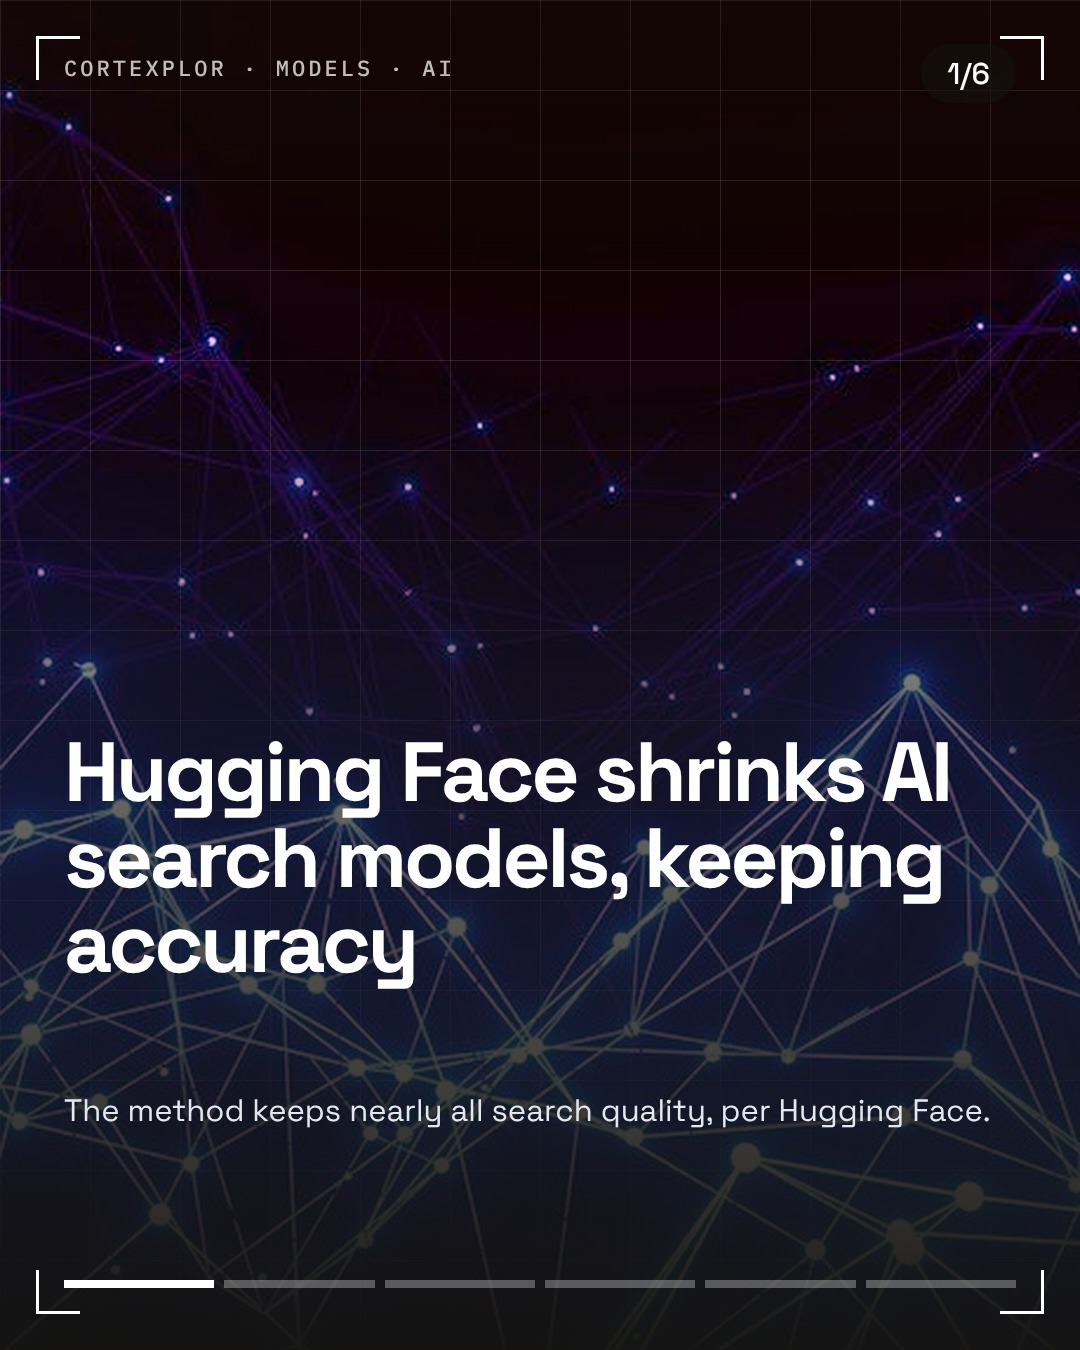 CORTEXPLOR · MODELS · AI
1/6
Hugging Face shrinks AI
search models, keeping
accuracy
The method keeps nearly all search quality, per Hugging Face.